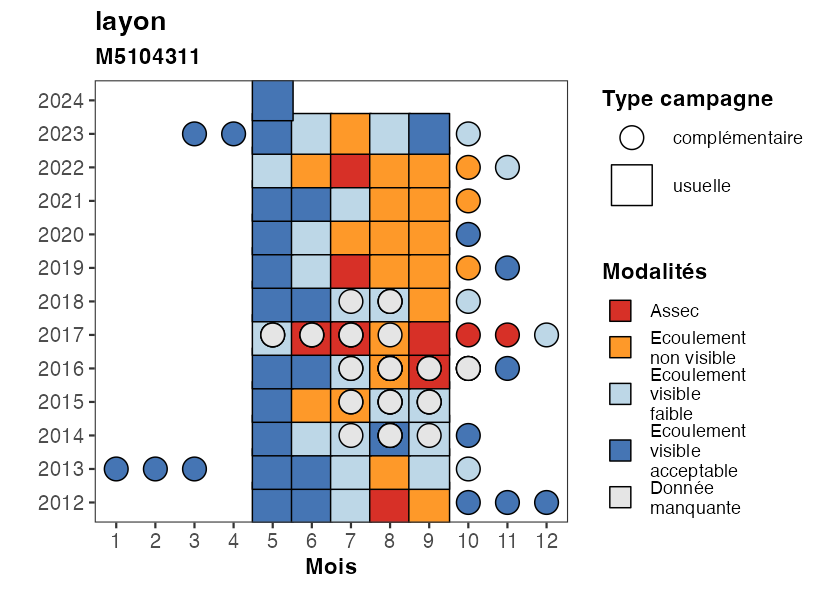 layon
M5104311
2024
2023
2022
2021
2020
2019
2018
2017
2016
2015
2014
2013
2012
1 2 3 4 5 6 7 8 9 10 11 12
Mois
Type campagne
complémentaire
usuelle
Modalités
Assec
Ecoulement
non visible
Ecoulement
visible
faible
Ecoulement
visible
acceptable
Donnée
manquante